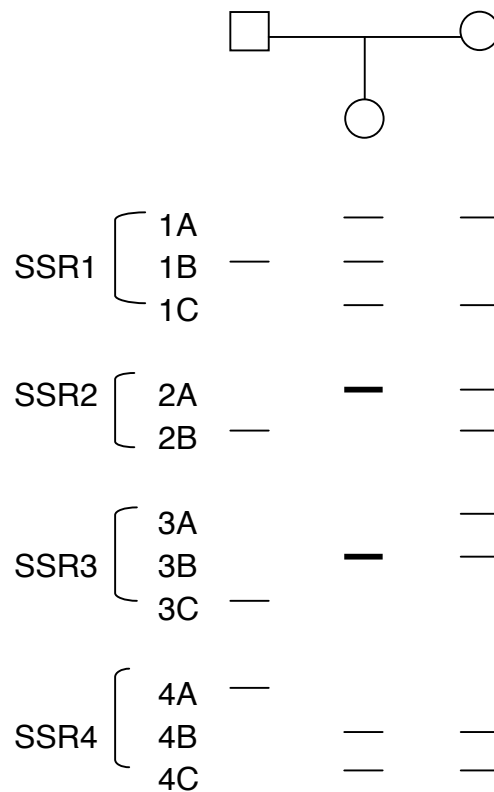 1A
SSR1 1B
1C
SSR2 2A
2B
3A
SSR3 3B
3C
4A
SSR4 4B
4C